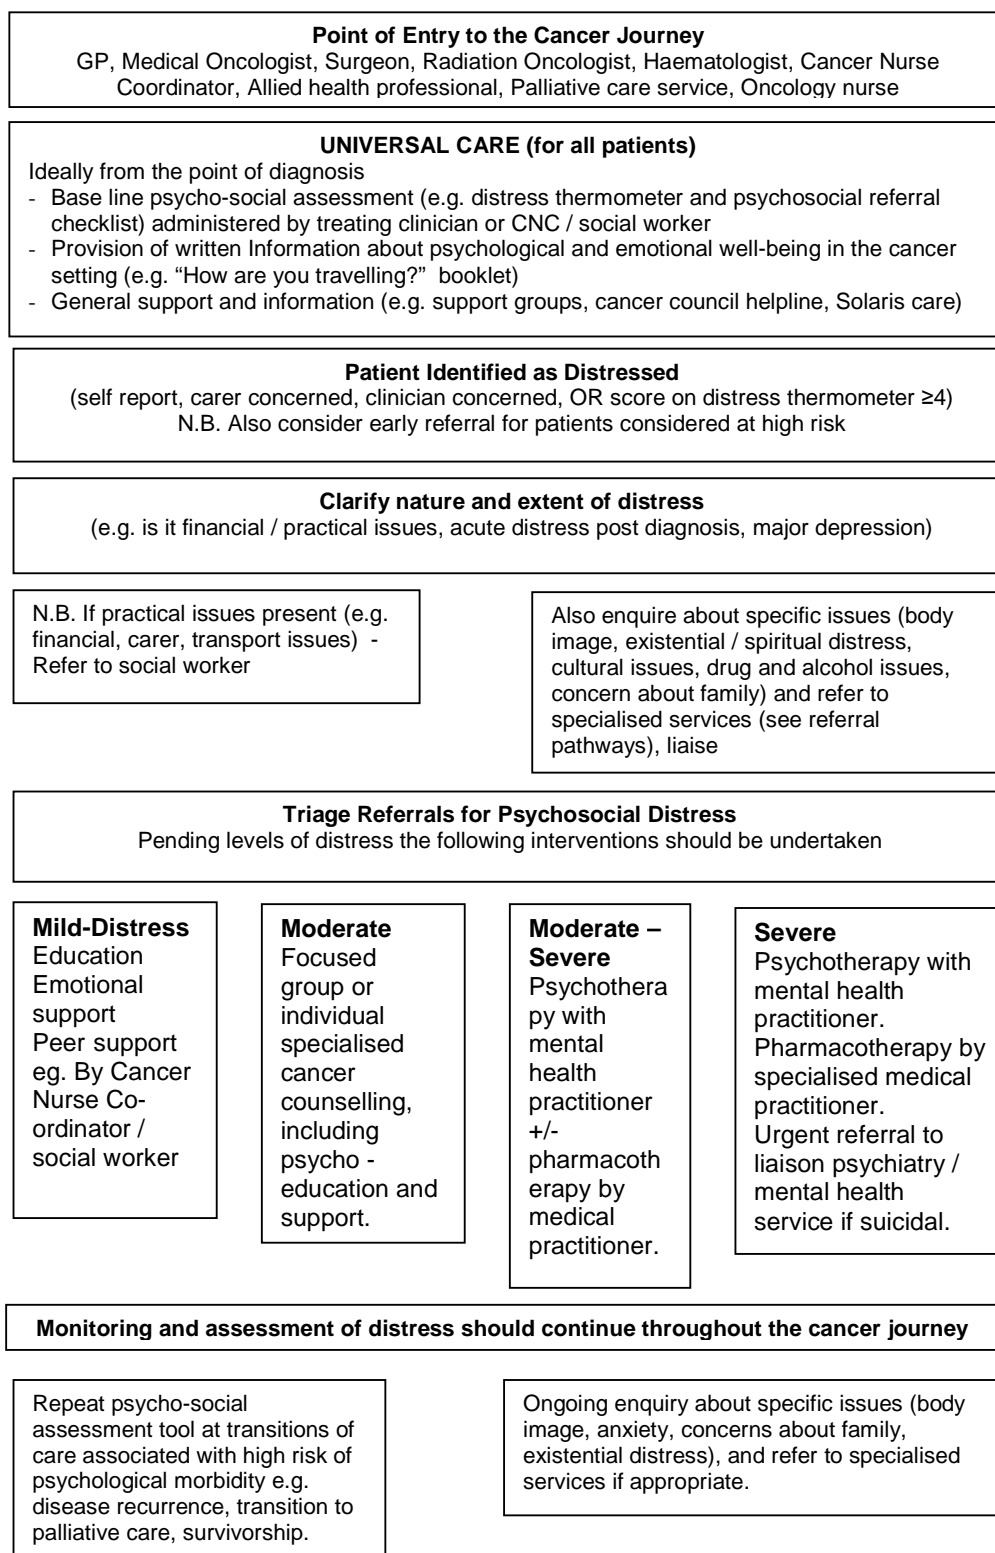 Point of Entry to the Cancer Journey
GP, Medical Oncologist, Surgeon, Radiation Oncologist, Haematologist, Cancer Nurse
Coordinator, Allied health professional, Palliative care service, Oncology nurse
UNIVERSAL CARE (for all patients)
Ideally from the point of diagnosis
- Base line psycho-social assessment (e.g. distress thermometer and psychosocial referral
checklist) administered by treating clinician or CNC / social worker
- Provision of written Information about psychological and emotional well-being in the cancer
setting (e.g. “How are you travelling?” booklet)
- General support and information (e.g. support groups, cancer council helpline, Solaris care)
Patient Identified as Distressed
(self report, carer concerned, clinician concerned, OR score on distress thermometer ≥4)
N.B. Also consider early referral for patients considered at high risk
Clarify nature and extent of distress
(e.g. is it financial / practical issues, acute distress post diagnosis, major depression)
N.B. If practical issues present (e.g.
financial, carer, transport issues) -
Refer to social worker
Also enquire about specific issues (body
image, existential / spiritual distress,
cultural issues, drug and alcohol issues,
concern about family) and refer to
specialised services (see referral
pathways), liaise
Triage Referrals for Psychosocial Distress
Pending levels of distress the following interventions should be undertaken
Mild-Distress
Education
Emotional
support
Peer support
eg. By Cancer
Nurse Co-
ordinator /
social worker
Moderate
Focused
group or
individual
specialised
cancer
counselling,
including
psycho -
education and
support.
Moderate –
Severe
Psychothera
py with
mental
health
practitioner
+/-
pharmacoth
erapy by
medical
practitioner.
Severe
Psychotherapy with
mental health
practitioner.
Pharmacotherapy by
specialised medical
practitioner.
Urgent referral to
liaison psychiatry /
mental health
service if suicidal.
Monitoring and assessment of distress should continue throughout the cancer journey
Repeat psycho-social
assessment tool at transitions of
care associated with high risk of
psychological morbidity e.g.
disease recurrence, transition to
palliative care, survivorship.
Ongoing enquiry about specific issues (body
image, anxiety, concerns about family,
existential distress), and refer to specialised
services if appropriate.